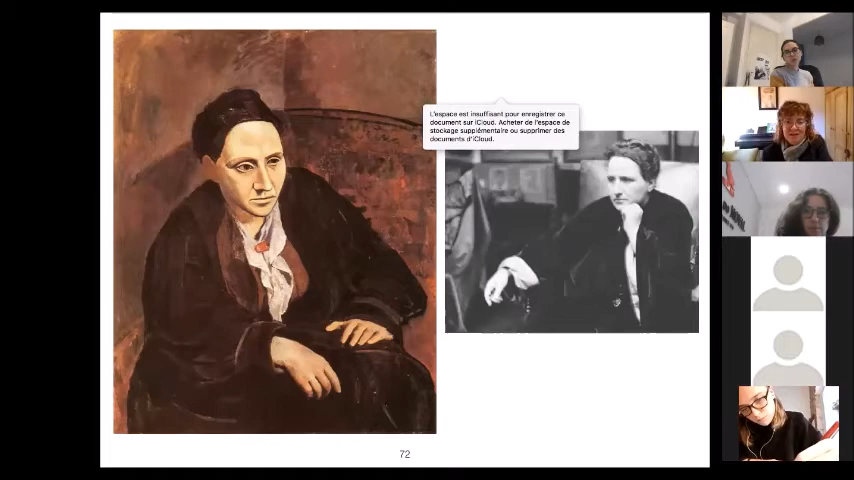 L'espace est insuffisant pour enregistrer ce
document sur iCloud. Acheter de l'espace de
stockage supplémentaire ou supprimer des
documents d'iCloud.
72